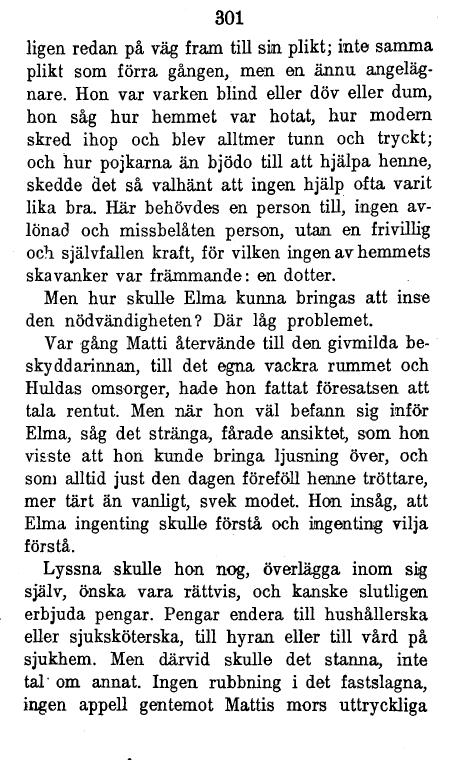 301
ligen redan på väg fram till sin plikt; inte samma
plikt som förra gången, men en ännu angeläg-
nare. Hon var varken blind eller döv eller dum,
hon såg hur hemmet var hotat, hur modern
skred ihop och blev alltmer tunn och tryckt;
och hur pojkarna än bjödo till att hjälpa henne,
skedde det så valhänt att ingen hjälp ofta varit
lika bra. Här behövdes en person till, ingen av-
lönad och missbelåten person, utan en frivillig
och självfallen kraft, för vilken ingen av hemmets
skavanker var främmande: en dotter.
Men hur skulle Elma kunna bringas att inse
den nödvändigheten? Där låg problemet.
Var gång Matti återvände till den givmilda be-
skyddarinnan, till det egna vackra rummet och
Huldas omsorger, hade hon fattat föresatsen att
tala rentut. Men när hon väl befann sig inför
Elma, såg det stränga, fårade ansiktet, som hon
visste att hon kunde bringa ljusning över, och
som alltid just den dagen föreföll henne tröttare,
mer tärt än vanligt, svek modet. Hon insåg, att
Elma ingenting skulle förstå och ingenting vilja
förstå.
Lyssna skulle hon nog, överlägga inom sig
själv, önska vara rättvis, och kanske slutligen
erbjuda pengar. Pengar endera till hushållerska
eller sjuksköterska, till hyran eller till vård på
sjukhem. Men därvid skulle det stanna, inte
tal om annat. Ingen rubbning i det fastslagna,
ingen appell gentemot Mattis mors uttryckliga